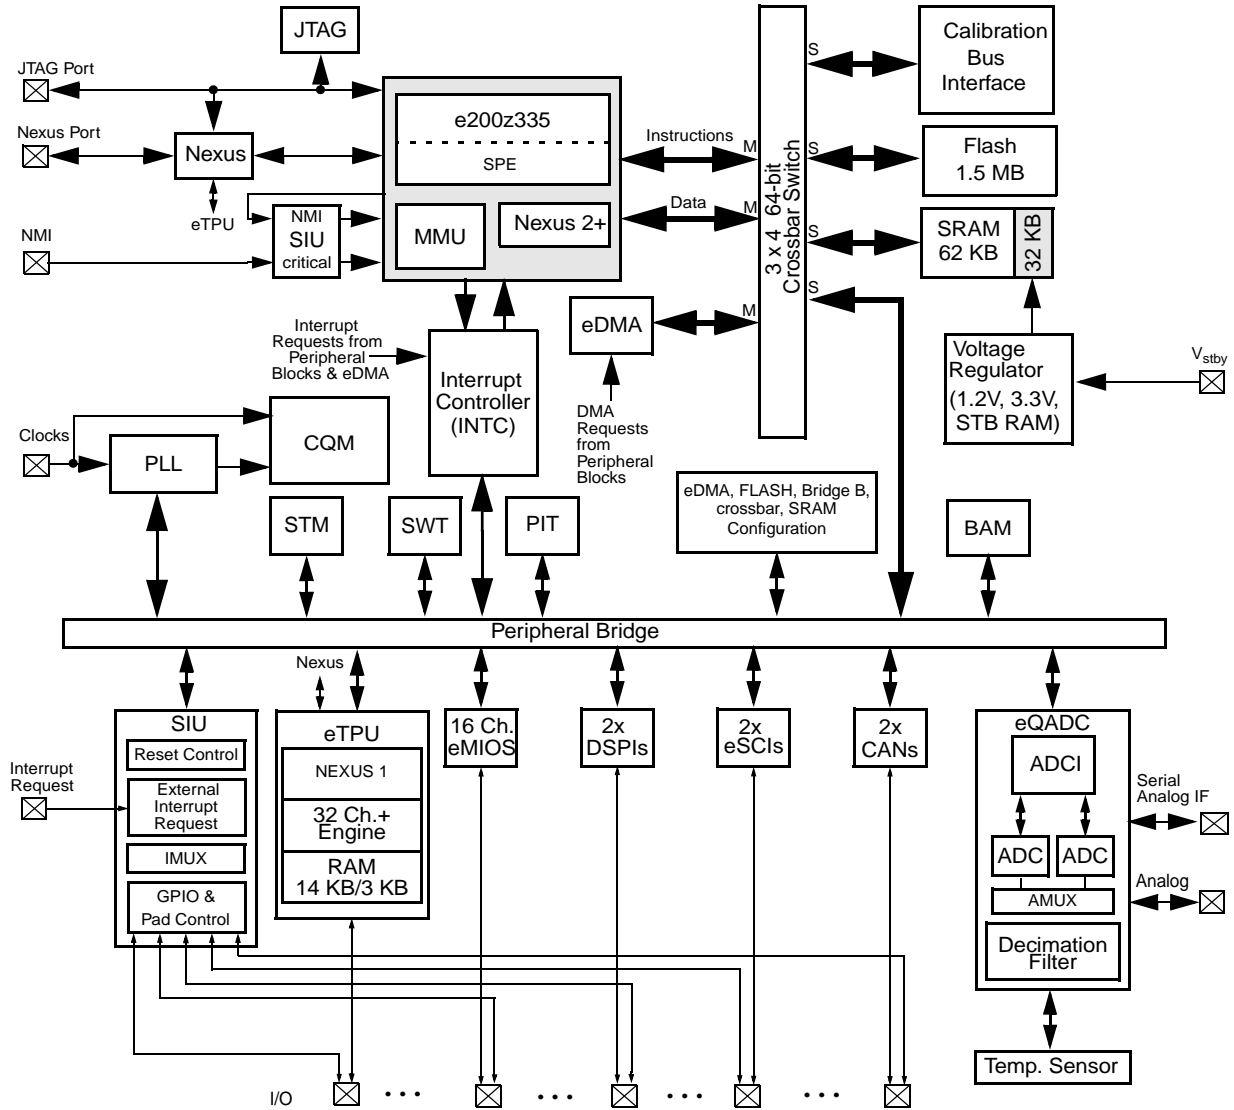 JTAG
JTAG Port
Nexus Port
Nexus
eTPU
NMI
NMI
SIU
critical
e200z335
SPE
MMU
Nexus 2+
Instructions
Data
M
M
M
3 x 4 64-bit
Crossbar Switch
S
S
S
S
Calibration
Bus
Interface
Flash
1.5 MB
SRAM
62 KB
32 KB
Voltage
Regulator
(1.2V, 3.3V,
STB RAM)
Vstby
eDMA
DMA
Requests
from
Peripheral
Blocks
Interrupt
Requests from
Peripheral
Blocks & eDMA
Interrupt
Controller
(INTC)
Clocks
PLL
CQM
STM
SWT
PIT
eDMA, FLASH, Bridge B,
crossbar, SRAM
Configuration
BAM
Peripheral Bridge
SIU
Reset Control
External
Interrupt
Request
IMUX
GPIO &
Pad Control
Interrupt
Request
Nexus
eTPU
NEXUS 1
32 Ch.+
Engine
RAM
14 KB/3 KB
16 Ch.
eMIOS
2x
DSPIs
2x
eSCIs
2x
CANs
eQADC
ADCI
ADC
ADC
AMUX
Decimation
Filter
Serial
Analog IF
Analog
Temp. Sensor
I/O
• • •
• • •
• • •
• • •